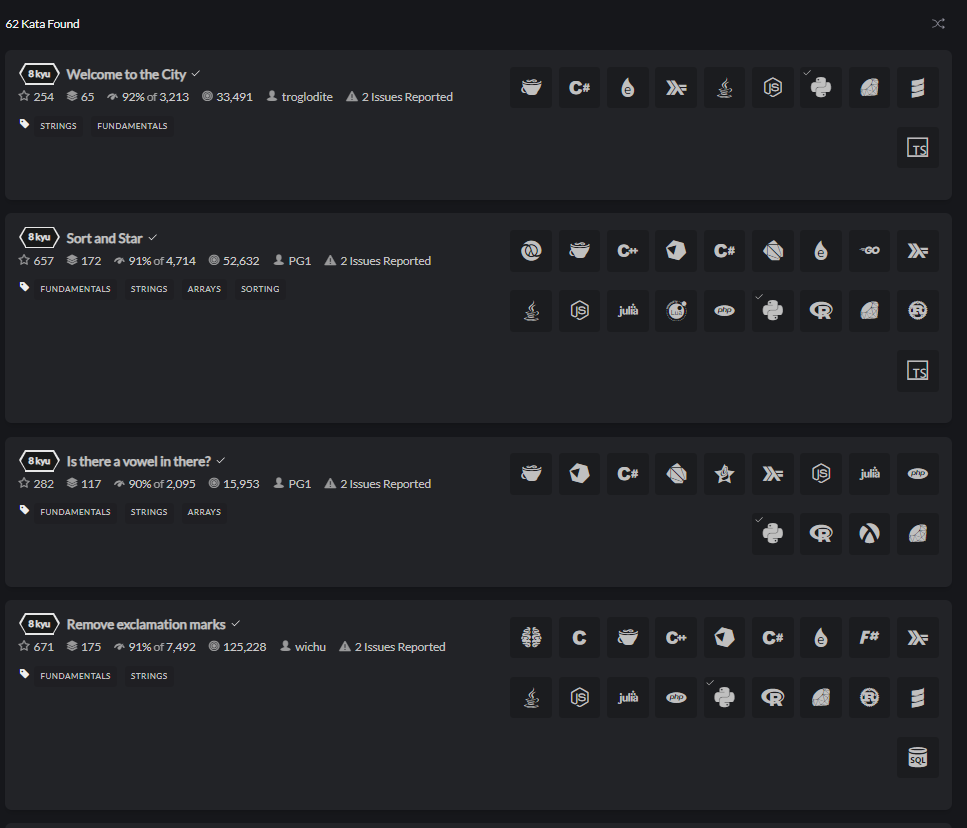 62 Kata Found
8 kyu Welcome to the City
254 65 92% of 3,213 33,491 troglodite 2 Issues Reported
STRINGS FUNDAMENTALS
C# e JS
TS
8 kyu Sort and Star
657 172 91% of 4,714 52,632 PG1 2 Issues Reported
FUNDAMENTALS STRINGS ARRAYS SORTING
C++ C# e GO
JS julia Lua php R
TS
8 kyu Is there a vowel in there?
282 117 90% of 2,095 15,953 PG1 2 Issues Reported
FUNDAMENTALS STRINGS ARRAYS
C# JS julia php
R
8 kyu Remove exclamation marks
671 175 91% of 7,492 125,228 wichu 2 Issues Reported
FUNDAMENTALS STRINGS
C C++ C# e F#
JS julia php R
SQL